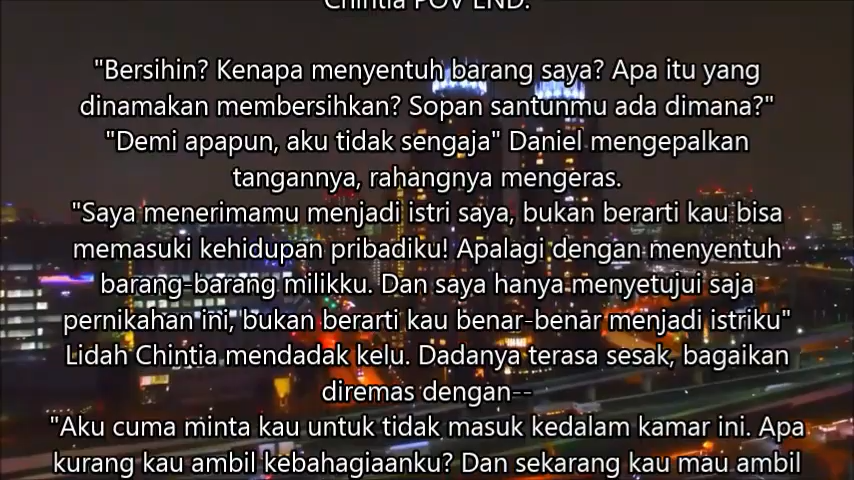 Chintia POV END.
"Bersihin? Kenapa menyentuh barang saya? Apa itu yang
dinamakan membersihkan? Sopan santunmu ada dimana?"
"Demi apapun, aku tidak sengaja" Daniel mengepalkan
tangannya, rahangnya mengeras.
"Saya menerimamu menjadi istri saya, bukan berarti kau bisa
memasuki kehidupan pribadiku! Apalagi dengan menyentuh
barang-barang milikku. Dan saya hanya menyetujui saja
pernikahan ini, bukan berarti kau benar-benar menjadi istriku"
Lidah Chintia mendadak kelu. Dadanya terasa sesak, bagaikan
diremas dengan--
"Aku cuma minta kau untuk tidak masuk kedalam kamar ini. Apa
kurang kau ambil kebahagiaanku? Dan sekarang kau mau ambil